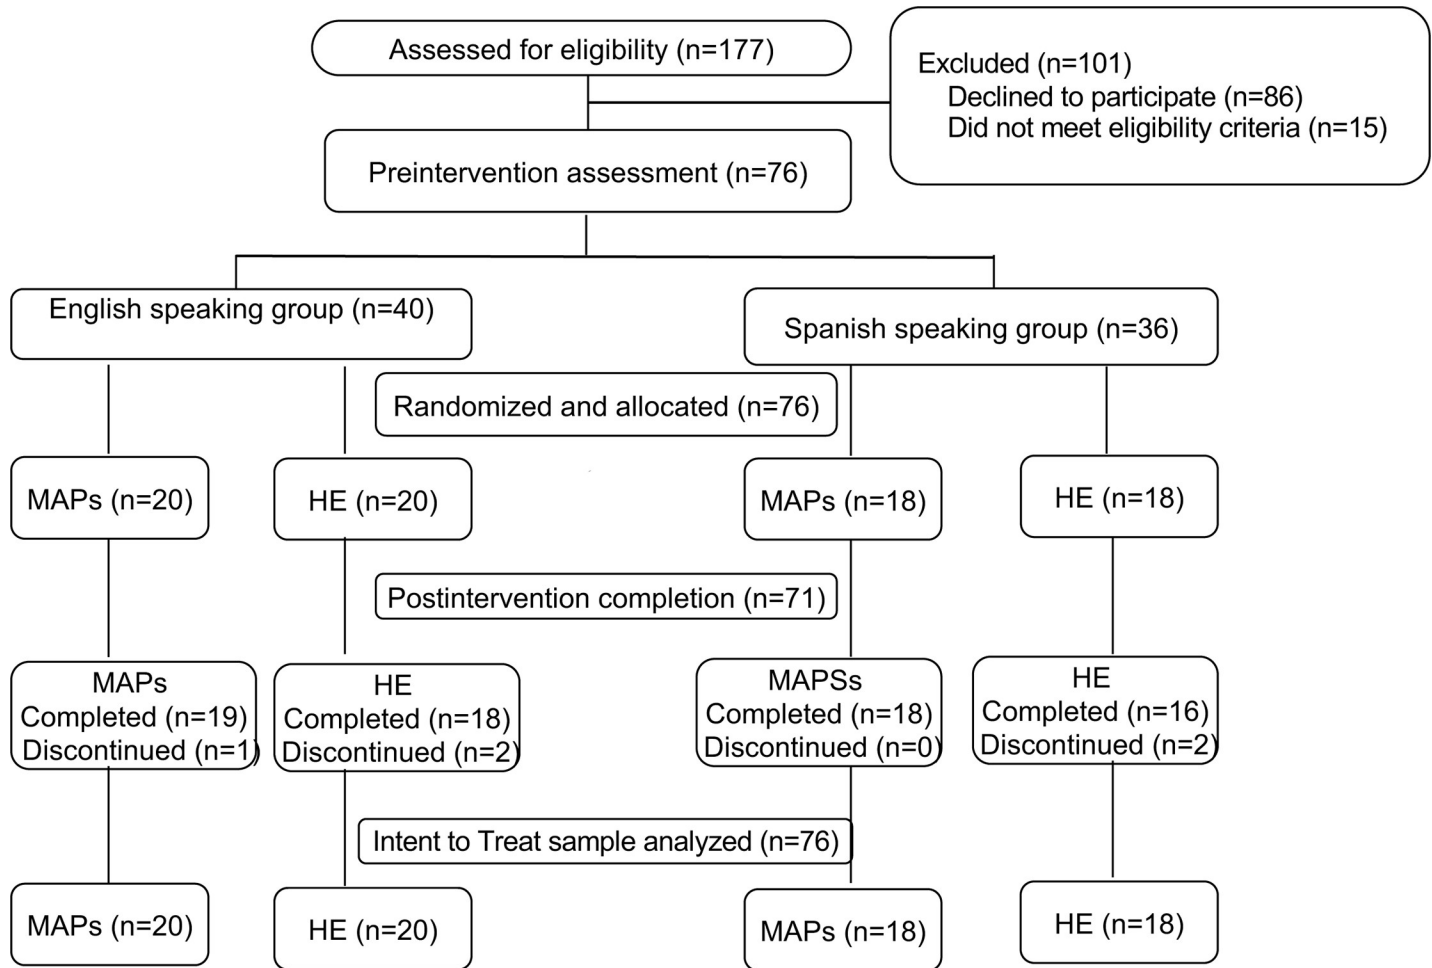 Assessed for eligibility (n=177)
Excluded (n=101)
Declined to participate (n=86)
Did not meet eligibility criteria (n=15)
Preintervention assessment (n=76)
English speaking group (n=40)
Spanish speaking group (n=36)
Randomized and allocated (n=76)
MAPs (n=20)
HE (n=20)
MAPs (n=18)
HE (n=18)
Postintervention completion (n=71)
MAPs
Completed (n=19)
Discontinued (n=1)
HE
Completed (n=18)
Discontinued (n=2)
MAPSs
Completed (n=18)
Discontinued (n=0)
HE
Completed (n=16)
Discontinued (n=2)
Intent to Treat sample analyzed (n=76)
MAPs (n=20)
HE (n=20)
MAPs (n=18)
HE (n=18)